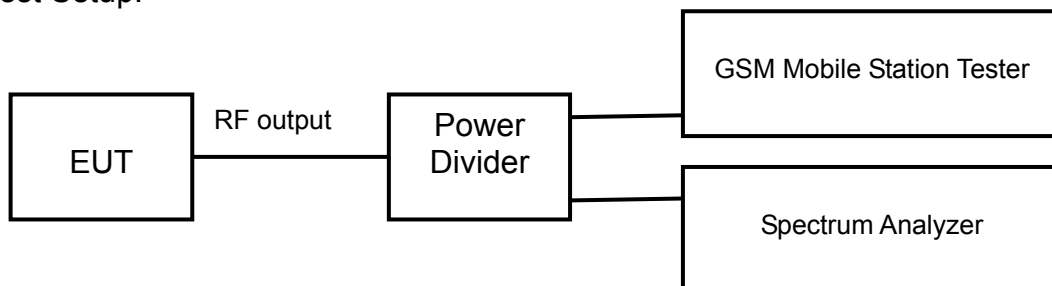 EUT
RF output
Power
Divider
GSM Mobile Station Tester
Spectrum Analyzer